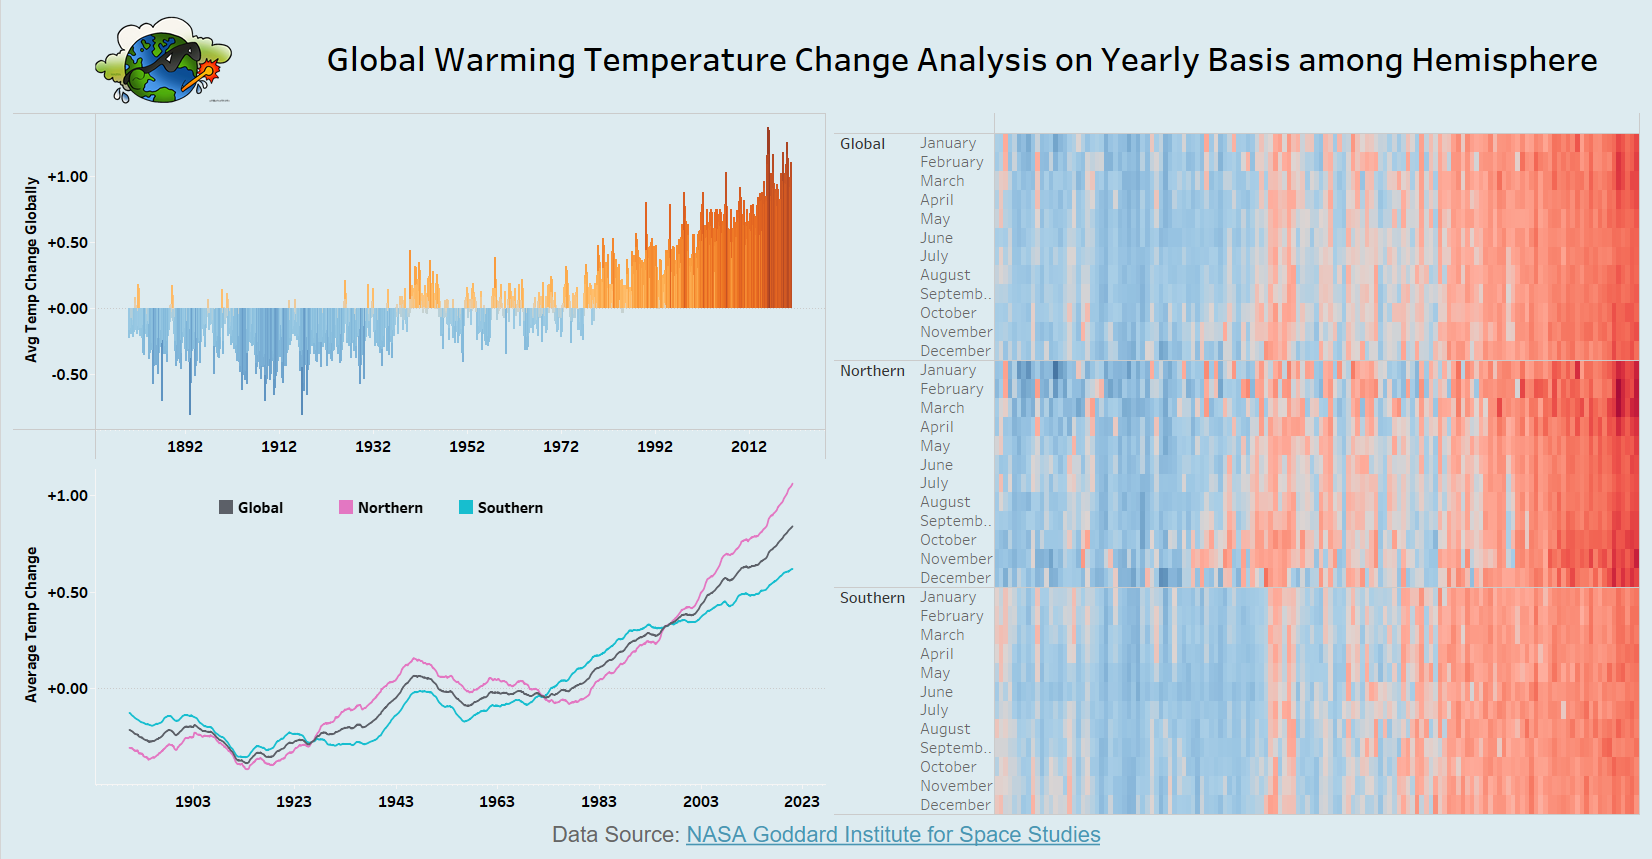 Global Warming Temperature Change Analysis on Yearly Basis among Hemisphere
Avg Temp Change Globally
+1.00
+0.50
+0.00
-0.50
1892 1912 1932 1952 1972 1992 2012
Average Temp Change
+1.00
+0.50
+0.00
Global Northern Southern
1903 1923 1943 1963 1983 2003 2023
Global January
February
March
April
May
June
July
August
Septemb..
October
November
December
Northern January
February
March
April
May
June
July
August
Septemb..
October
November
December
Southern January
February
March
April
May
June
July
August
Septemb..
October
November
December
Data Source: NASA Goddard Institute for Space Studies